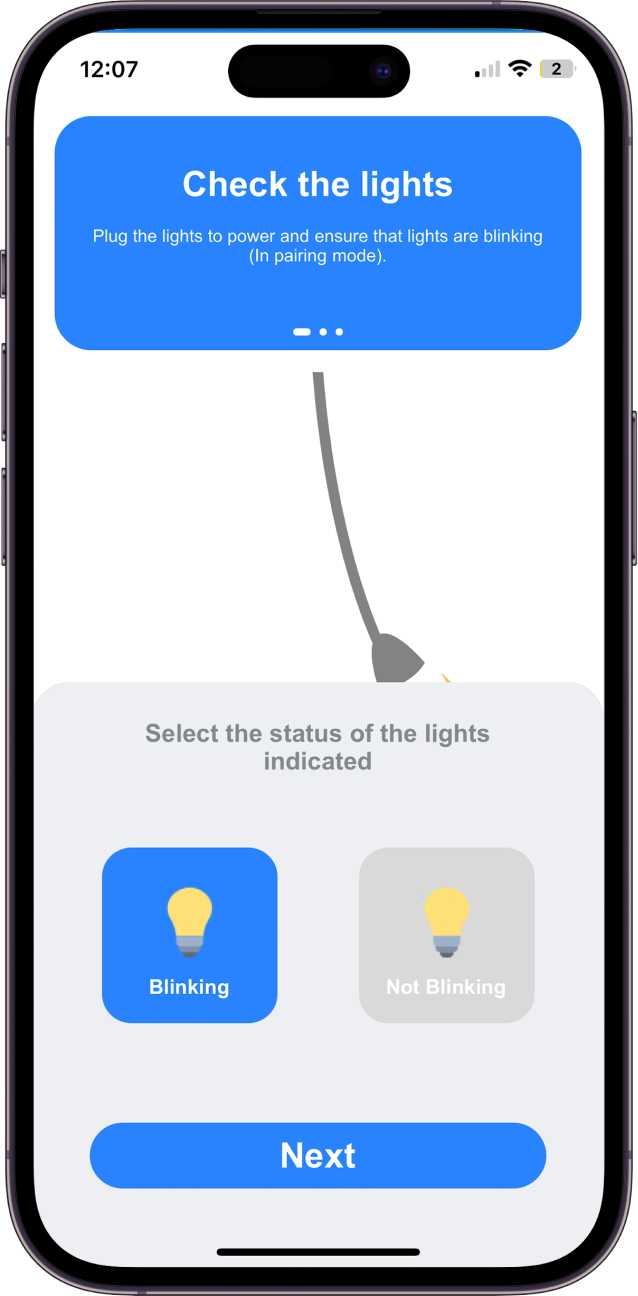 12:07
2
Check the lights
Plug the lights to power and ensure that lights are blinking
(In pairing mode).
Select the status of the lights
indicated
Blinking
Not Blinking
Next